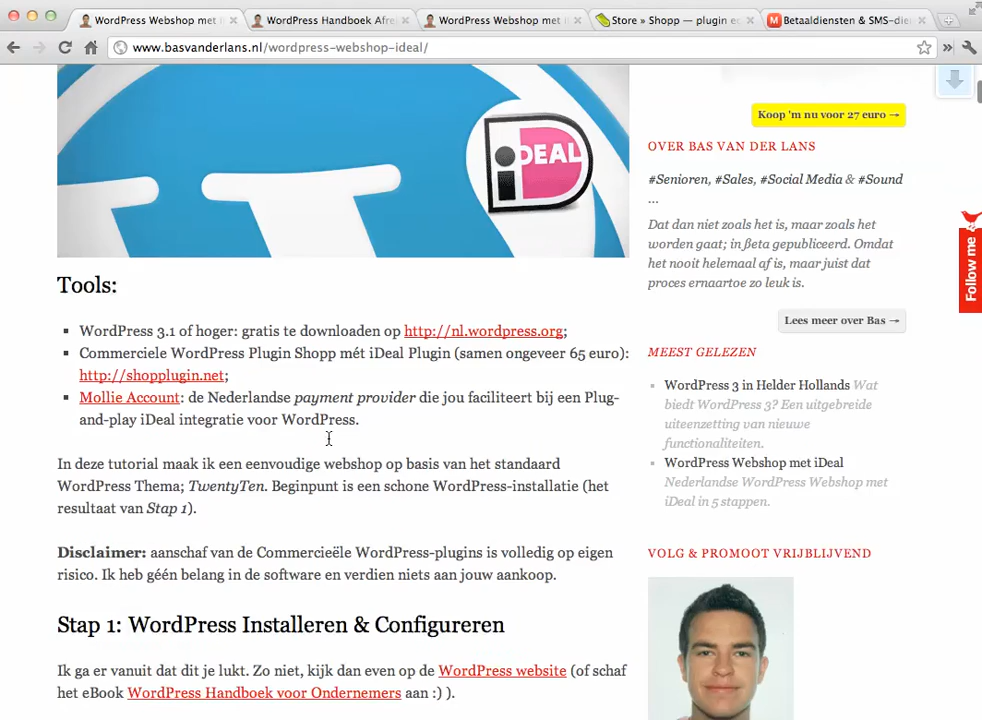 WordPress Webshop met i
WordPress Handboek Afre
WordPress Webshop met i
Store » Shopp — plugin ec
Betaaldiensten & SMS-die
www.basvanderlans.nl/wordpress-webshop-ideal/
iDEAL
Tools:
WordPress 3.1 of hoger: gratis te downloaden op http://nl.wordpress.org;
Commerciele WordPress Plugin Shopp mét iDeal Plugin (samen ongeveer 65 euro):
http://shopplugin.net;
Mollie Account: de Nederlandse payment provider die jou faciliteert bij een Plug-
and-play iDeal integratie voor WordPress.
In deze tutorial maak ik een eenvoudige webshop op basis van het standaard
WordPress Thema; TwentyTen. Beginpunt is een schone WordPress-installatie (het
resultaat van Stap 1).
Disclaimer: aanschaf van de Commercieële WordPress-plugins is volledig op eigen
risico. Ik heb géén belang in de software en verdien niets aan jouw aankoop.
Stap 1: WordPress Installeren & Configureren
Ik ga er vanuit dat dit je lukt. Zo niet, kijk dan even op de WordPress website (of schaf
het eBook WordPress Handboek voor Ondernemers aan :) ).
Koop 'm nu voor 27 euro →
OVER BAS VAN DER LANS
#Senioren, #Sales, #Social Media & #Sound
...
Dat dan niet zoals het is, maar zoals het
worden gaat; in βeta gepubliceerd. Omdat
het nooit helemaal af is, maar juist dat
proces ernaartoe zo leuk is.
Lees meer over Bas →
MEEST GELEZEN
WordPress 3 in Helder Hollands Wat
biedt WordPress 3? Een uitgebreide
uiteenzetting van nieuwe
functionaliteiten.
WordPress Webshop met iDeal
Nederlandse WordPress Webshop met
iDeal in 5 stappen.
VOLG & PROMOOT VRIJBLIJVEND
Follow me